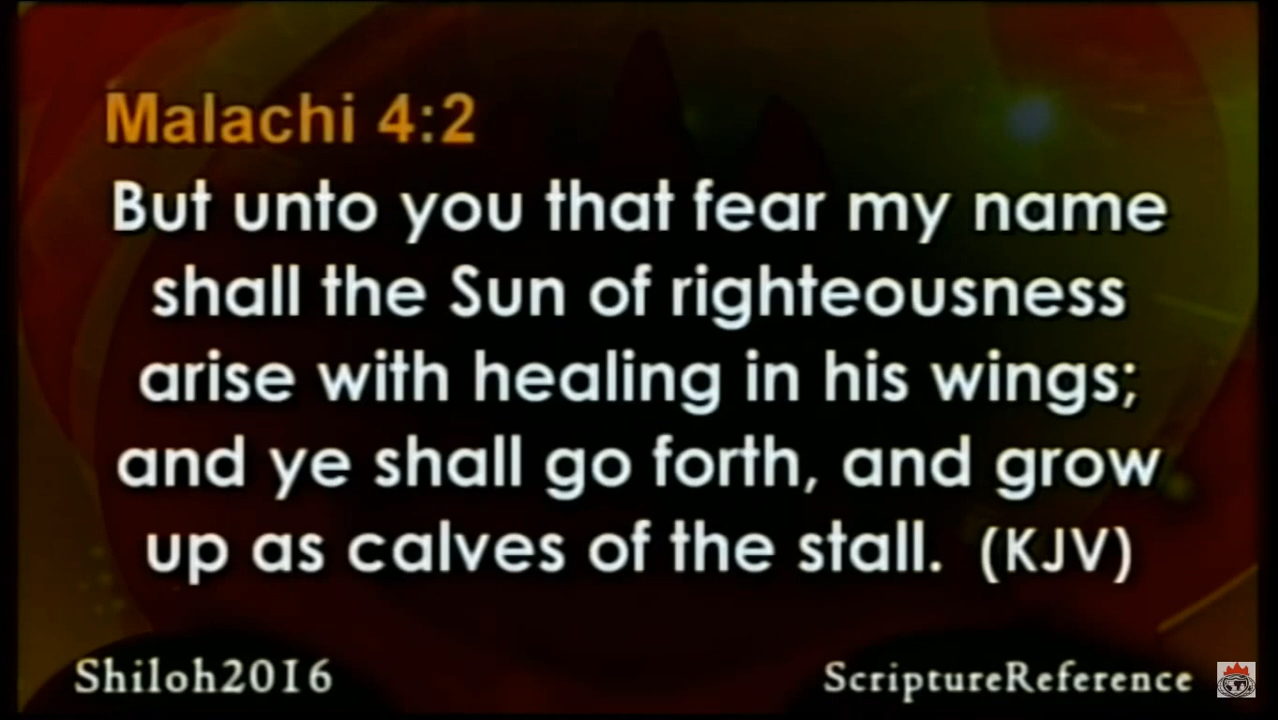 Malachi 4:2
But unto you that fear my name
shall the Sun of righteousness
arise with healing in his wings;
and ye shall go forth, and grow
up as calves of the stall. (KJV)
Shiloh2016
ScriptureReference